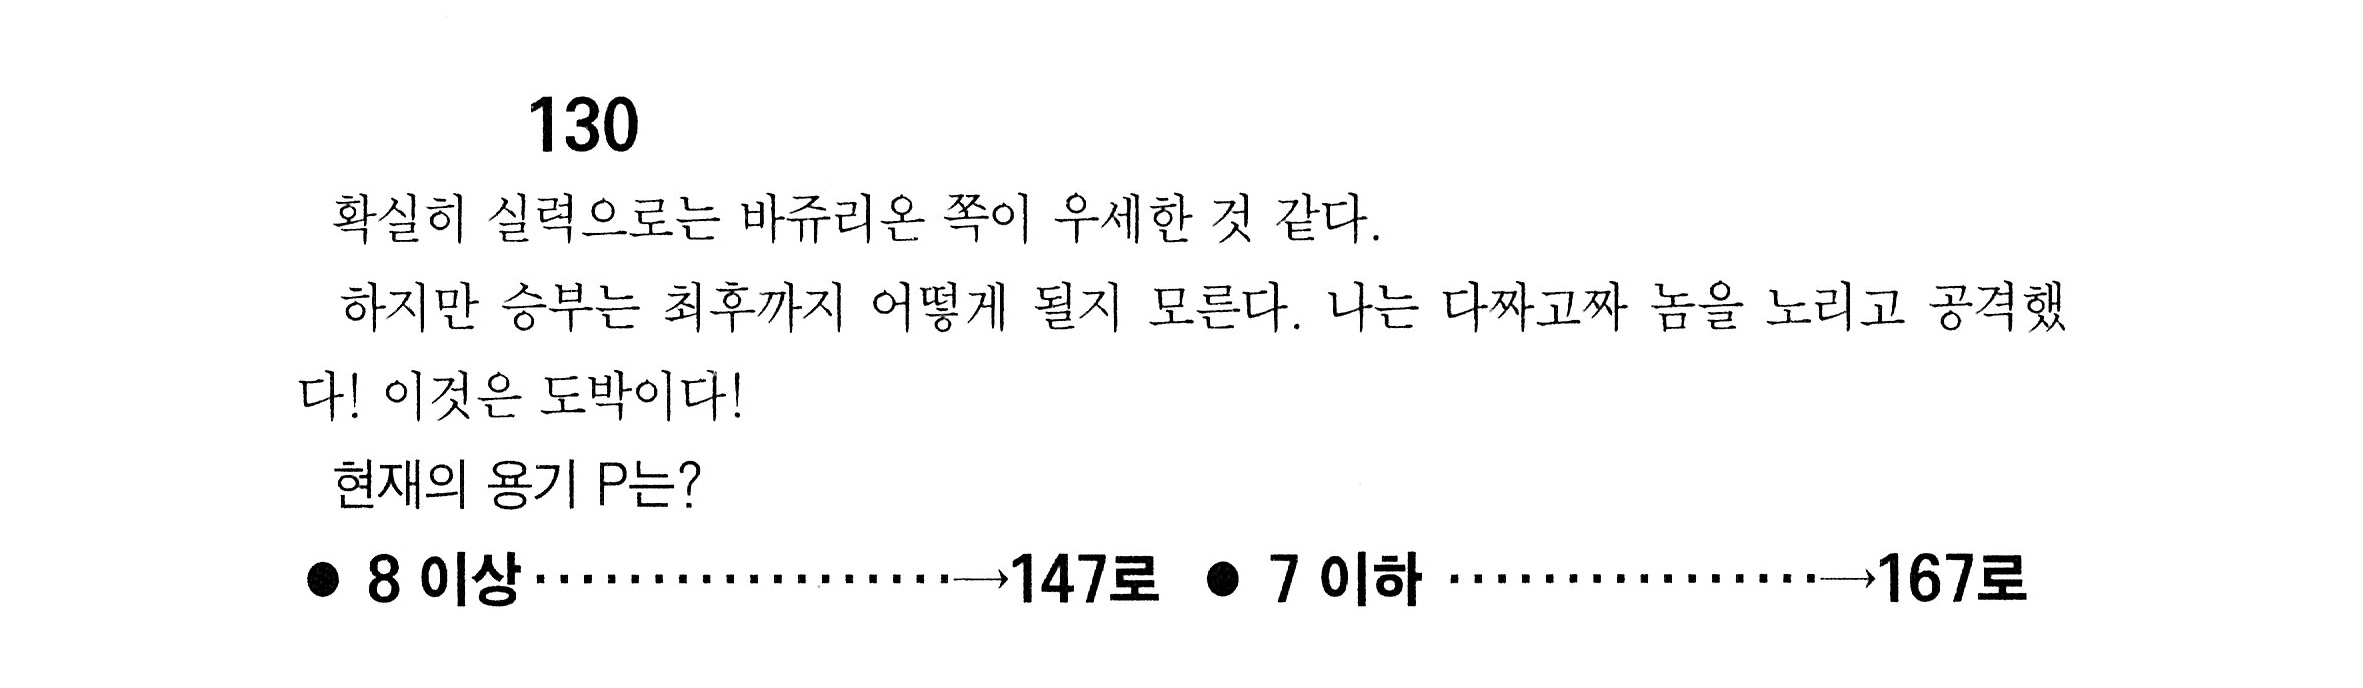 130
확실히 실력으로는 바쥬리온 쪽이 우세한 것 같다.
하지만 승부는 최후까지 어떻게 될지 모른다. 나는 다짜고짜 놈을 노리고 공격했
다! 이것은 도박이다!
현재의 용기 P는?
● 8 이상··················→147로 ● 7 이하 ················→167로